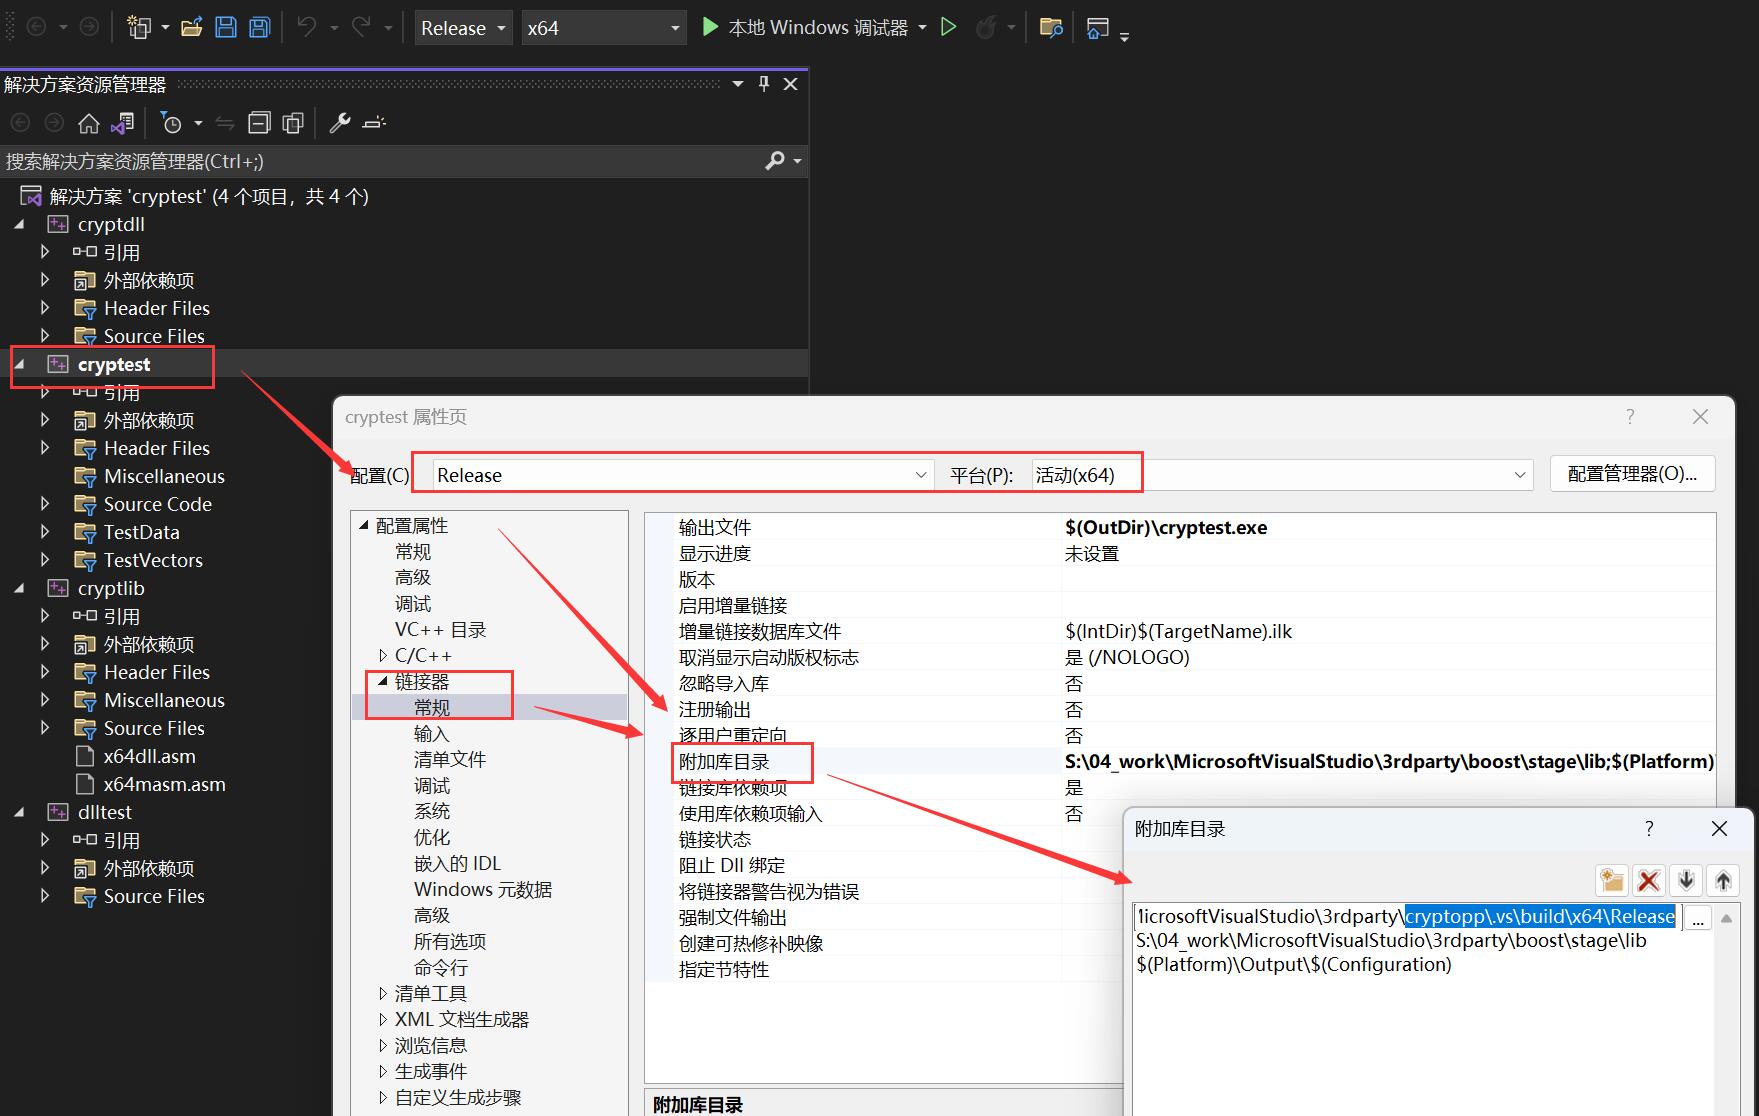 Release
x64
本地 Windows 调试器
解决方案资源管理器
搜索解决方案资源管理器(Ctrl+;)
解决方案 'cryptest' (4 个项目，共 4 个)
cryptdll
引用
外部依赖项
Header Files
Source Files
cryptest
引用
外部依赖项
Header Files
Miscellaneous
Source Code
TestData
TestVectors
cryptlib
引用
外部依赖项
Header Files
Miscellaneous
Source Files
x64dll.asm
x64masm.asm
dlltest
引用
外部依赖项
Source Files
cryptest 属性页
配置(C)
Release
平台(P):
活动(x64)
配置管理器(O)...
配置属性
常规
高级
调试
VC++ 目录
C/C++
链接器
常规
输入
清单文件
调试
系统
优化
嵌入的 IDL
Windows 元数据
高级
所有选项
命令行
清单工具
XML 文档生成器
浏览信息
生成事件
自定义生成步骤
输出文件 $(OutDir)\cryptest.exe
显示进度 未设置
版本
启用增量链接
增量链接数据库文件 $(IntDir)$(TargetName).ilk
取消显示启动版权标志 是 (/NOLOGO)
忽略导入库 否
注册输出 否
逐用户重定向 否
附加库目录 S:\04_work\MicrosoftVisualStudio\3rdparty\boost\stage\lib;$(Platform)
链接库依赖项 是
使用库依赖项输入 否
链接状态
阻止 Dll 绑定
将链接器警告视为错误
强制文件输出
创建可热修补映像
指定节特性
附加库目录
附加库目录
icrosoftVisualStudio\3rdparty\cryptopp\.vs\build\x64\Release
...
S:\04_work\MicrosoftVisualStudio\3rdparty\boost\stage\lib
$(Platform)\Output\$(Configuration)